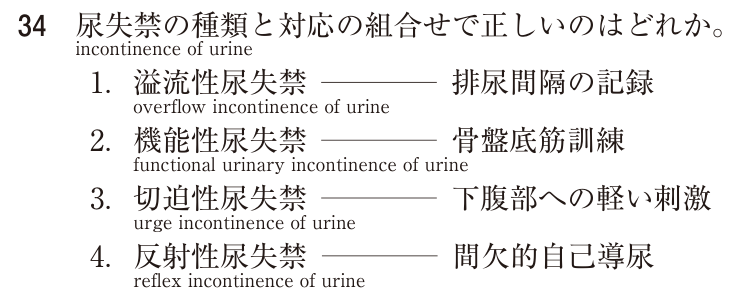 34 尿失禁の種類と対応の組合せで正しいのはどれか。
incontinence of urine
1. 溢流性尿失禁 ――― 排尿間隔の記録
overflow incontinence of urine
2. 機能性尿失禁 ――― 骨盤底筋訓練
functional urinary incontinence of urine
3. 切迫性尿失禁 ――― 下腹部への軽い刺激
urge incontinence of urine
4. 反射性尿失禁 ――― 間欠的自己導尿
reflex incontinence of urine